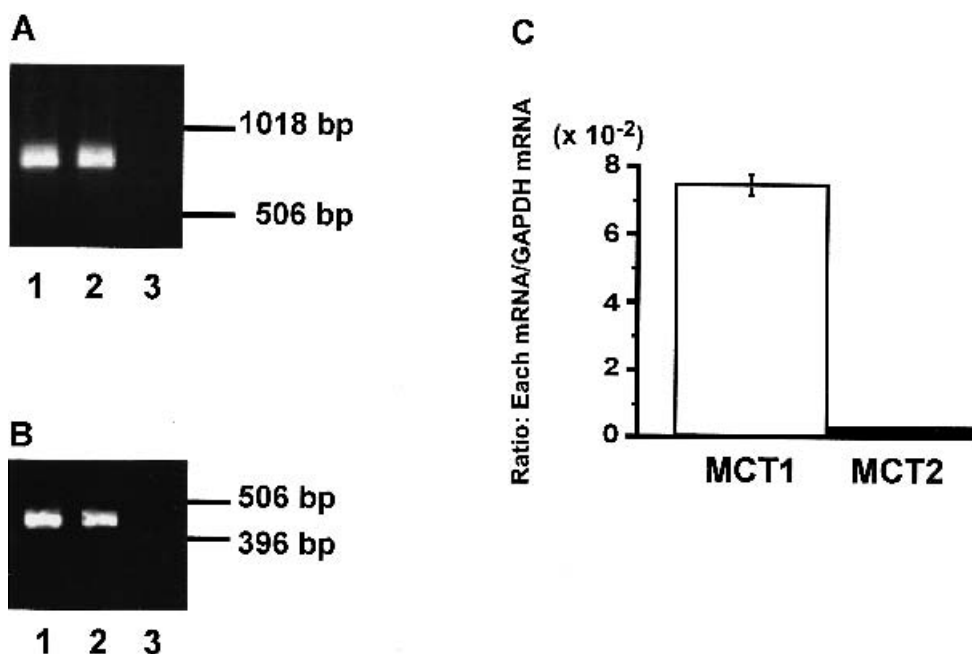 A
1018 bp
506 bp
1 2 3
B
506 bp
396 bp
1 2 3
C
Ratio: Each mRNA/GAPDH mRNA
(x 10-2)
8
6
4
2
0
MCT1 MCT2